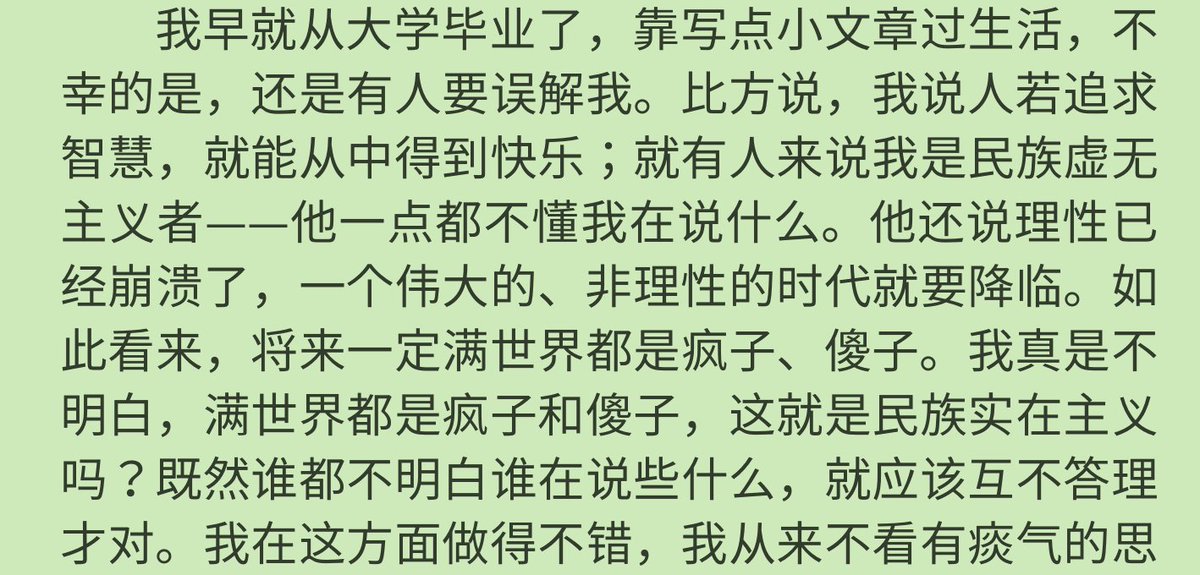 我早就从大学毕业了，靠写点小文章过生活，不
幸的是，还是有人要误解我。比方说，我说人若追求
智慧，就能从中得到快乐；就有人来说我是民族虚无
主义者——他一点都不懂我在说什么。他还说理性已
经崩溃了，一个伟大的、非理性的时代就要降临。如
此看来，将来一定满世界都是疯子、傻子。我真是不
明白，满世界都是疯子和傻子，这就是民族实在主义
吗？既然谁都不明白谁在说些什么，就应该互不答理
才对。我在这方面做得不错，我从来不看有痰气的思